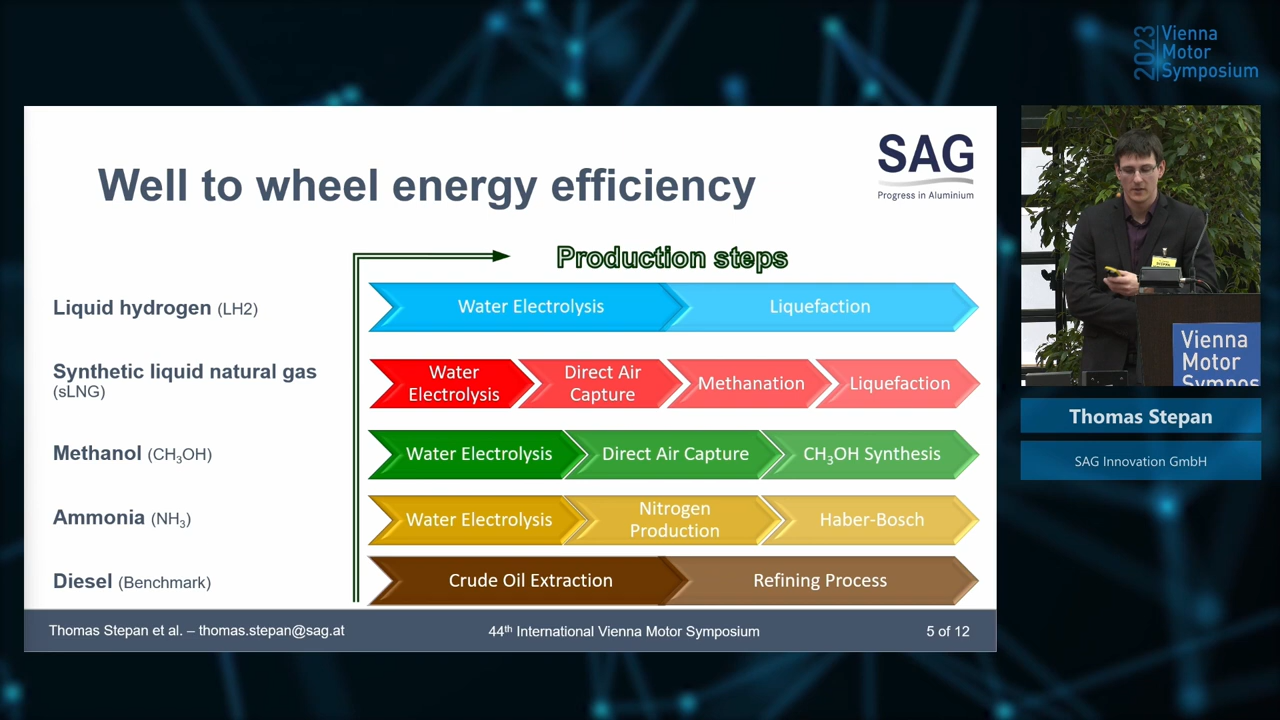 2023
Vienna
Motor
Symposium
SAG
Progress in Aluminium
Well to wheel energy efficiency
Production steps
Liquid hydrogen (LH2)
Water Electrolysis
Liquefaction
Synthetic liquid natural gas
(sLNG)
Water
Electrolysis
Direct Air
Capture
Methanation
Liquefaction
Methanol (CH₃OH)
Water Electrolysis
Direct Air Capture
CH₃OH Synthesis
Ammonia (NH₃)
Water Electrolysis
Nitrogen
Production
Haber-Bosch
Diesel (Benchmark)
Crude Oil Extraction
Refining Process
Thomas Stepan et al. – thomas.stepan@sag.at
44th International Vienna Motor Symposium
5 of 12
Vienna
Motor
Sympos
Thomas Stepan
SAG Innovation GmbH